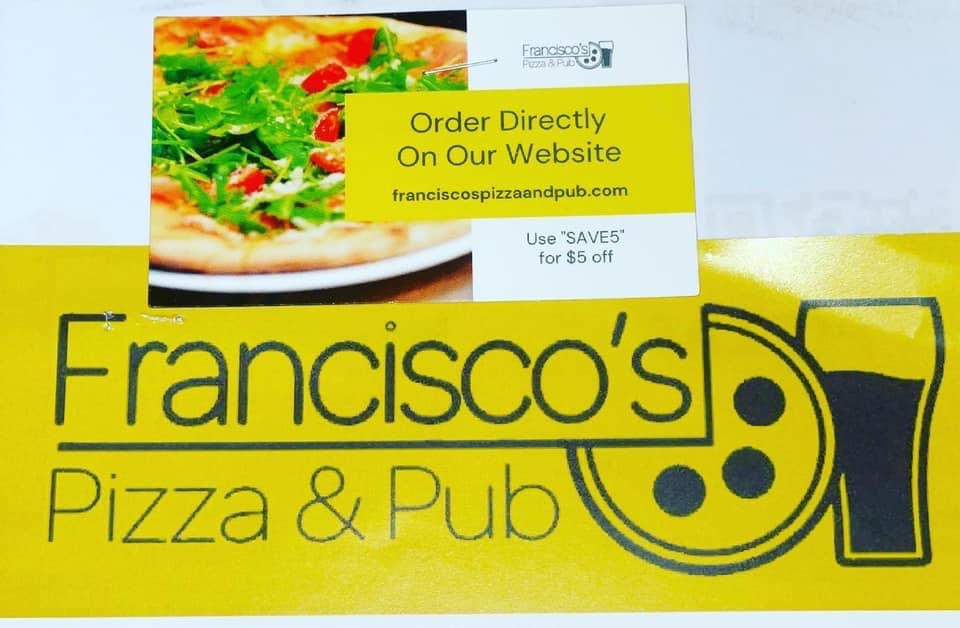 Francisco's
Pizza & Pub
Order Directly
On Our Website
franciscospizzaandpub.com
Use "SAVE5"
for $5 off
Francisco's
Pizza & Pub